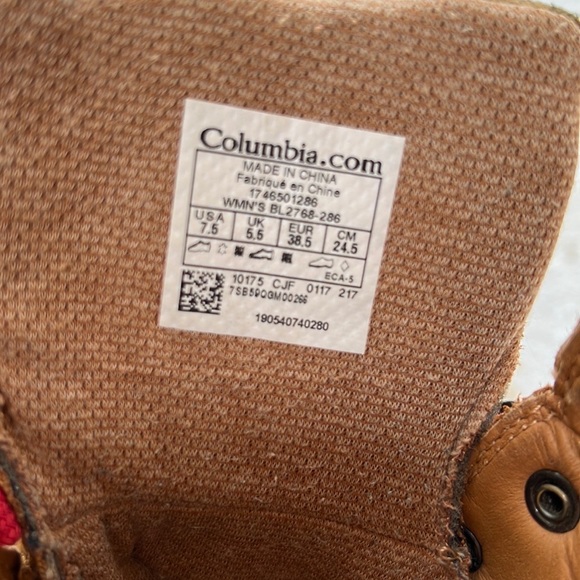 Columbia.com
MADE IN CHINA
Fabriqué en Chine
1746501286
WMN'S BL2768-286
USA UK EUR CM
7.5 5.5 38.5 24.5
ECA-5
10175 CJF 0117 217
7SB59QGM00266
190540740280